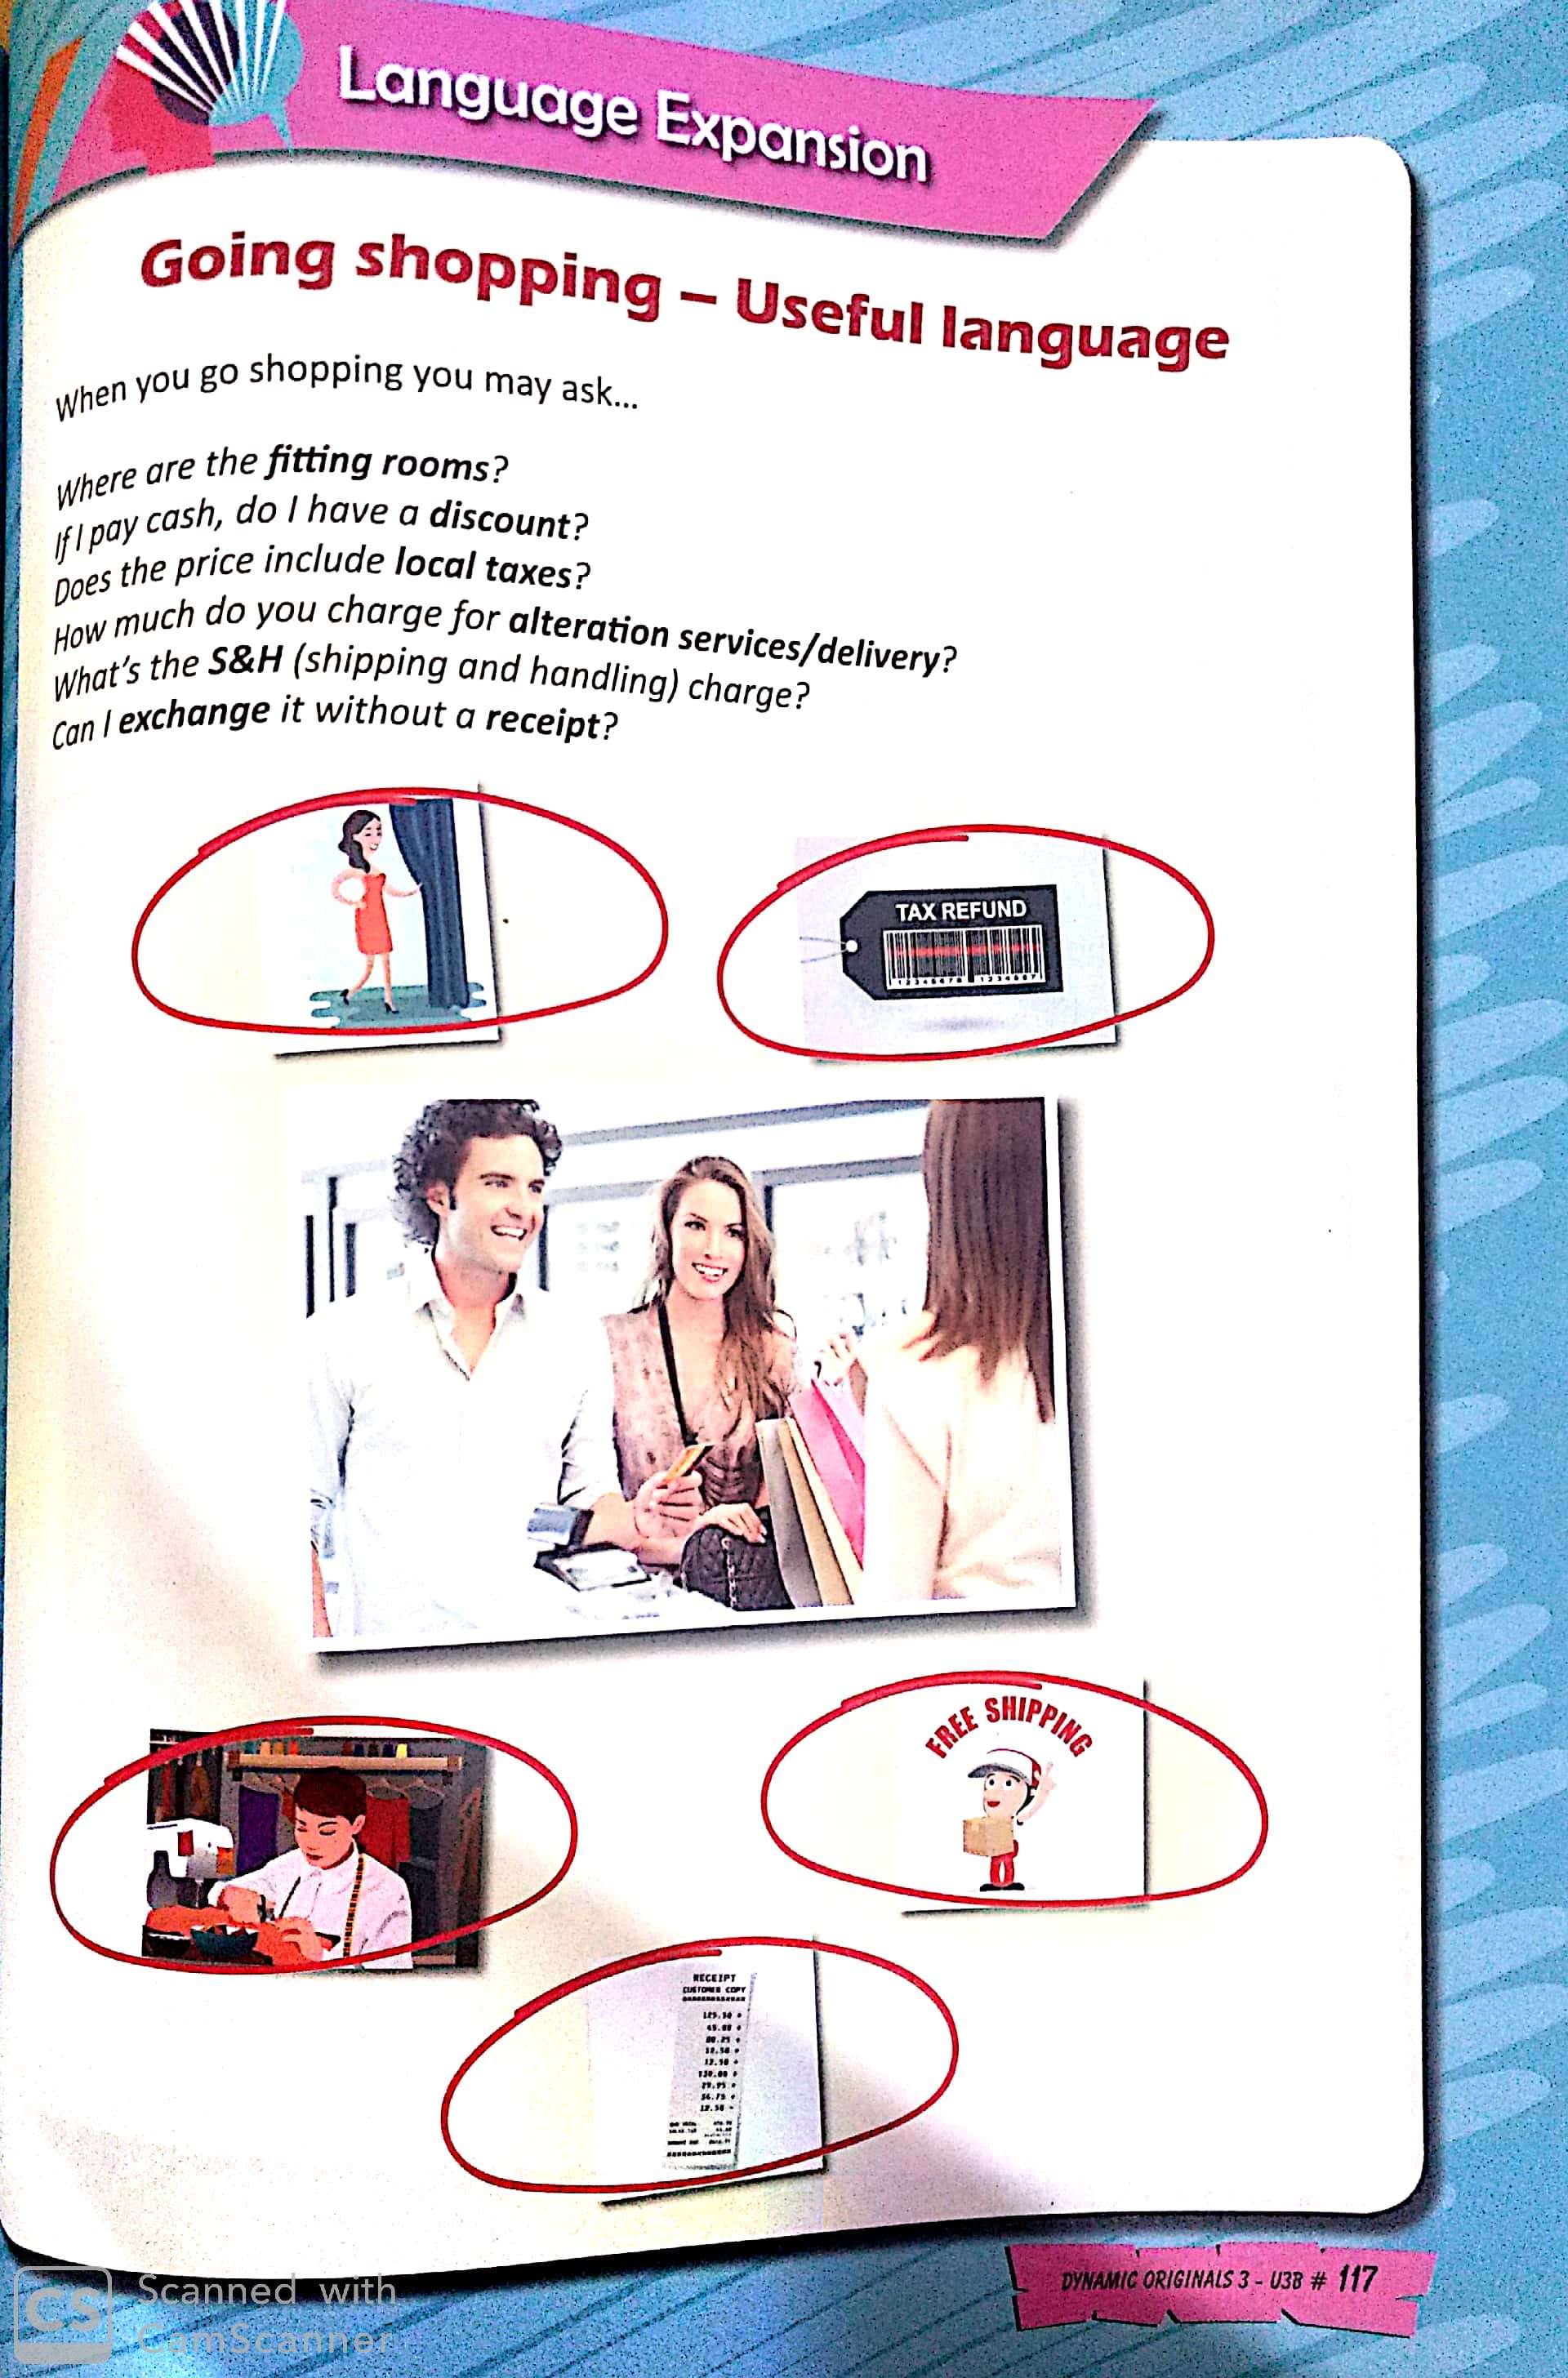 Language Expansion
Going shopping – Useful language
When you go shopping you may ask...
Where are the fitting rooms?
If I pay cash, do I have a discount?
Does the price include local taxes?
How much do you charge for alteration services/delivery?
What's the S&H (shipping and handling) charge?
Can I exchange it without a receipt?
TAX REFUND
FREE SHIPPING
RECEIPT
CUSTOMER COPY
DYNAMIC ORIGINALS 3 - U3B # 117
CS Scanned with
CamScanner